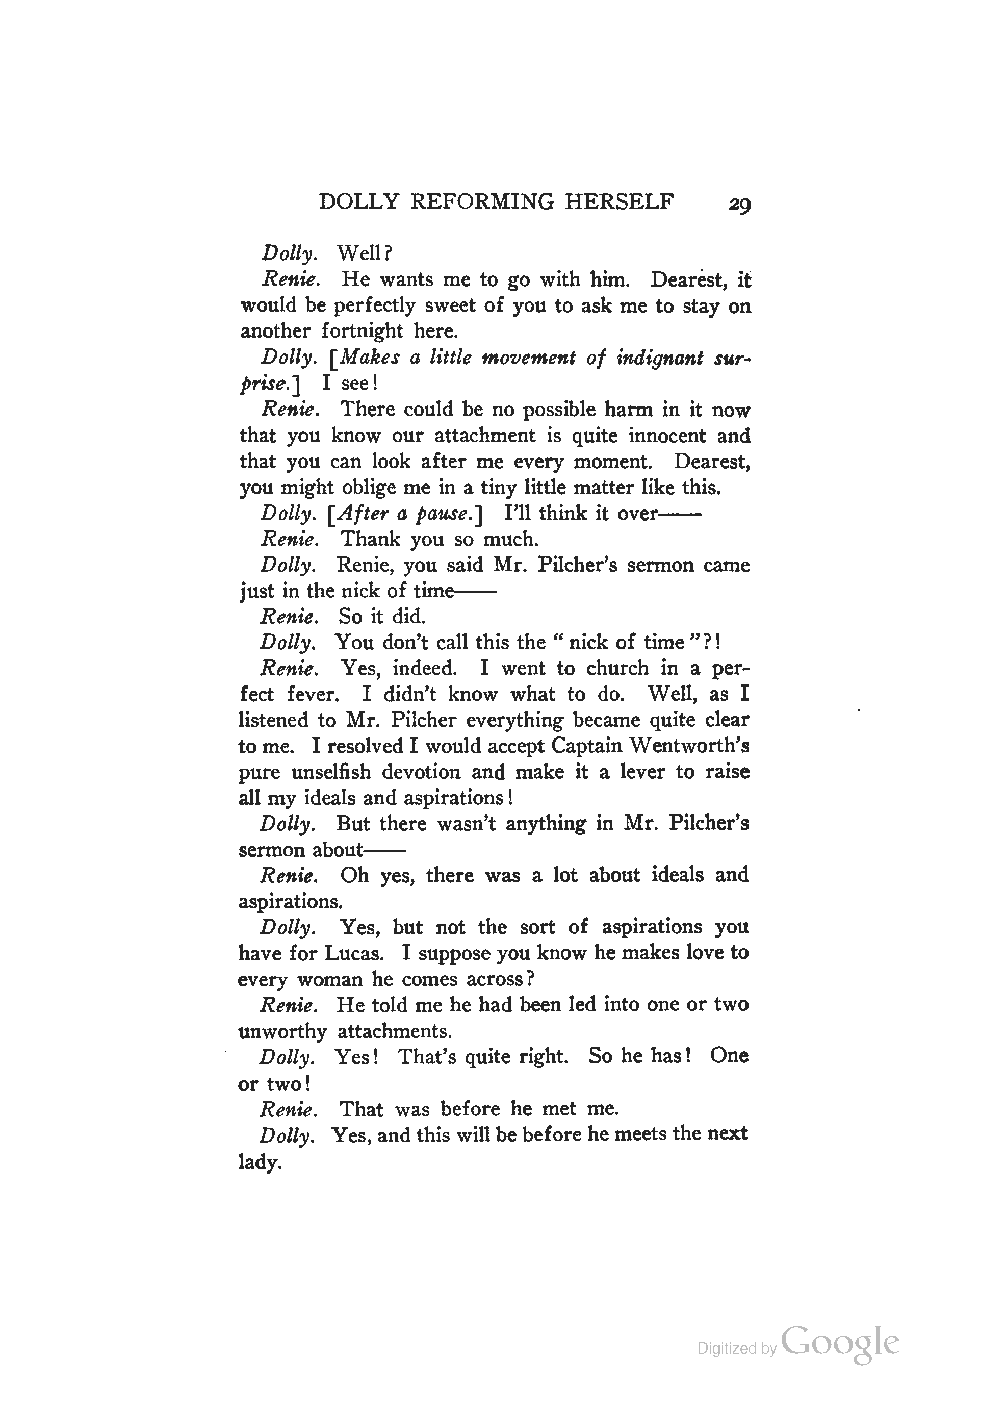 DOLLY REFORMING HERSELF 29
Dolly. Well?
Renie. He wants me to go with him. Dearest, it
would be perfectly sweet of you to ask me to stay on
another fortnight here.
Dolly. [Makes a little movement of indignant sur-
prise.] I see!
Renie. There could be no possible harm in it now
that you know our attachment is quite innocent and
that you can look after me every moment. Dearest,
you might oblige me in a tiny little matter like this.
Dolly. [After a pause.] I'll think it over——
Renie. Thank you so much.
Dolly. Renie, you said Mr. Pilcher's sermon came
just in the nick of time——
Renie. So it did.
Dolly. You don't call this the "nick of time"?!
Renie. Yes, indeed. I went to church in a per-
fect fever. I didn't know what to do. Well, as I
listened to Mr. Pilcher everything became quite clear
to me. I resolved I would accept Captain Wentworth's
pure unselfish devotion and make it a lever to raise
all my ideals and aspirations!
Dolly. But there wasn't anything in Mr. Pilcher's
sermon about——
Renie. Oh yes, there was a lot about ideals and
aspirations.
Dolly. Yes, but not the sort of aspirations you
have for Lucas. I suppose you know he makes love to
every woman he comes across?
Renie. He told me he had been led into one or two
unworthy attachments.
Dolly. Yes! That's quite right. So he has! One
or two!
Renie. That was before he met me.
Dolly. Yes, and this will be before he meets the next
lady.
Digitized by Google